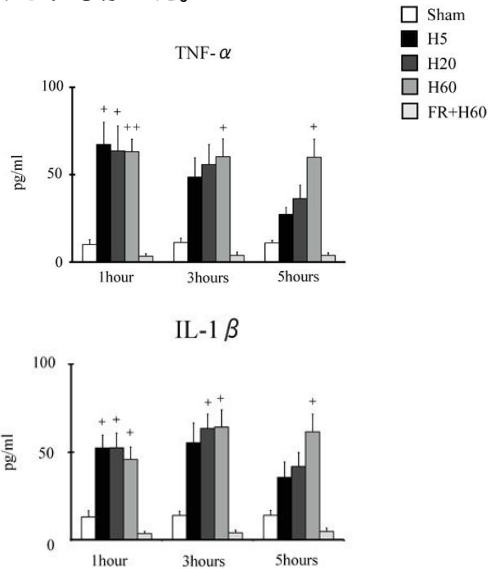 Sham
H5
H20
H60
FR+H60
TNF-α
100
50
0
pg/ml
+ + ++
+
+
1hour 3hours 5hours
IL-1β
100
50
0
pg/ml
+ + +
+ +
+
1hour 3hours 5hours